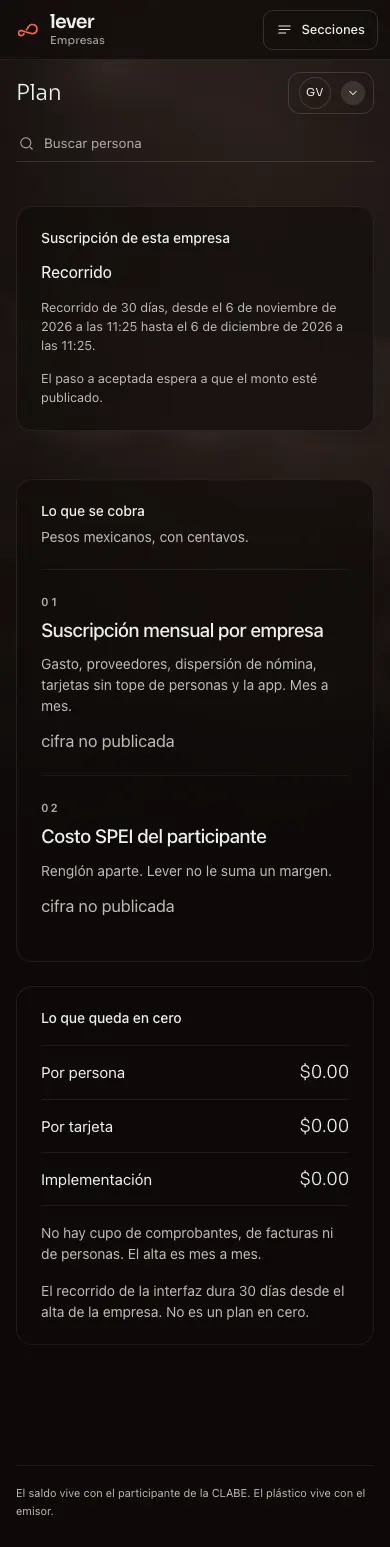 lever
Empresas
Secciones
Plan
GV
Buscar persona
Suscripción de esta empresa
Recorrido
Recorrido de 30 días, desde el 6 de noviembre de
2026 a las 11:25 hasta el 6 de diciembre de 2026 a
las 11:25.
El paso a aceptada espera a que el monto esté
publicado.
Lo que se cobra
Pesos mexicanos, con centavos.
01
Suscripción mensual por empresa
Gasto, proveedores, dispersión de nómina,
tarjetas sin tope de personas y la app. Mes a
mes.
cifra no publicada
02
Costo SPEI del participante
Renglón aparte. Lever no le suma un margen.
cifra no publicada
Lo que queda en cero
Por persona $0.00
Por tarjeta $0.00
Implementación $0.00
No hay cupo de comprobantes, de facturas ni
de personas. El alta es mes a mes.
El recorrido de la interfaz dura 30 días desde el
alta de la empresa. No es un plan en cero.
El saldo vive con el participante de la CLABE. El plástico vive con el
emisor.